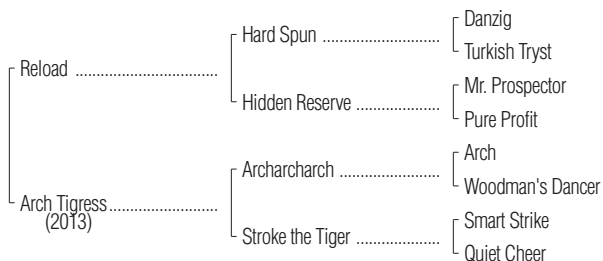 Danzig
Hard Spun ..............................
Turkish Tryst
Reload .....................................
Mr. Prospector
Hidden Reserve .....................
Pure Profit
Arch
Archarcharch .........................
Woodman's Dancer
Arch Tigress............................
(2013)
Smart Strike
Stroke the Tiger .....................
Quiet Cheer